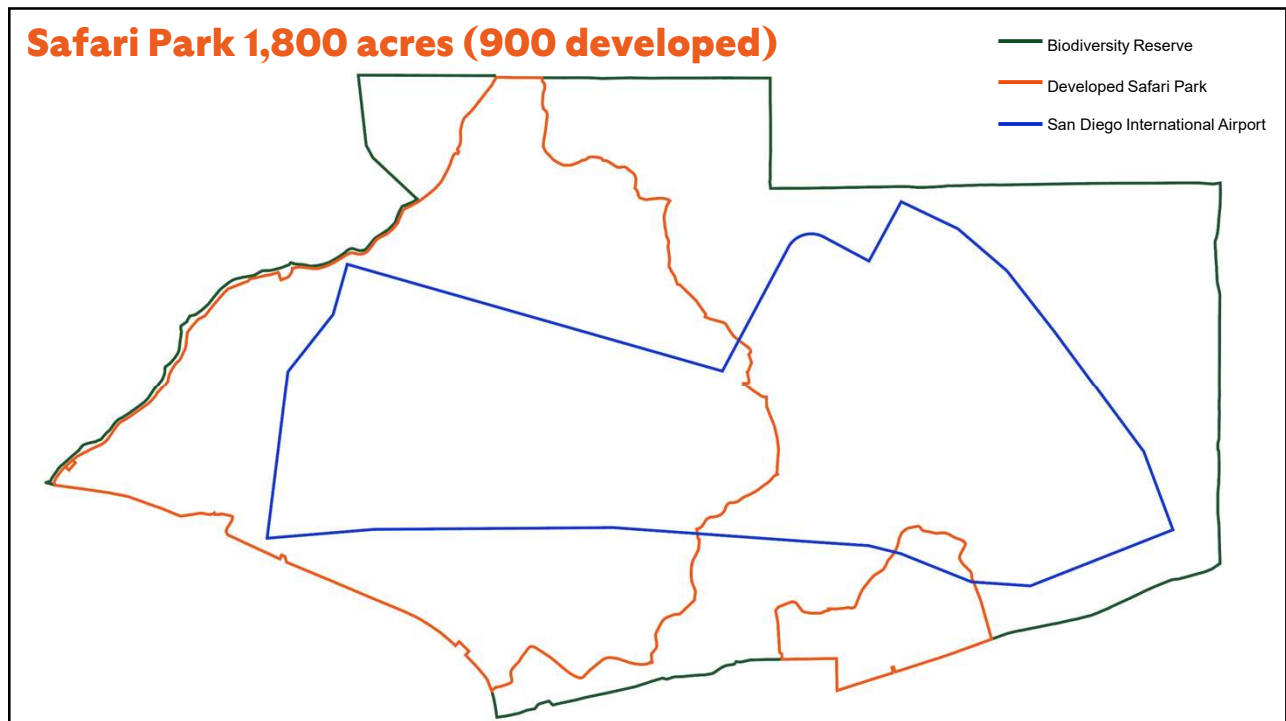 Safari Park 1,800 acres (900 developed)
Biodiversity Reserve
Developed Safari Park
San Diego International Airport